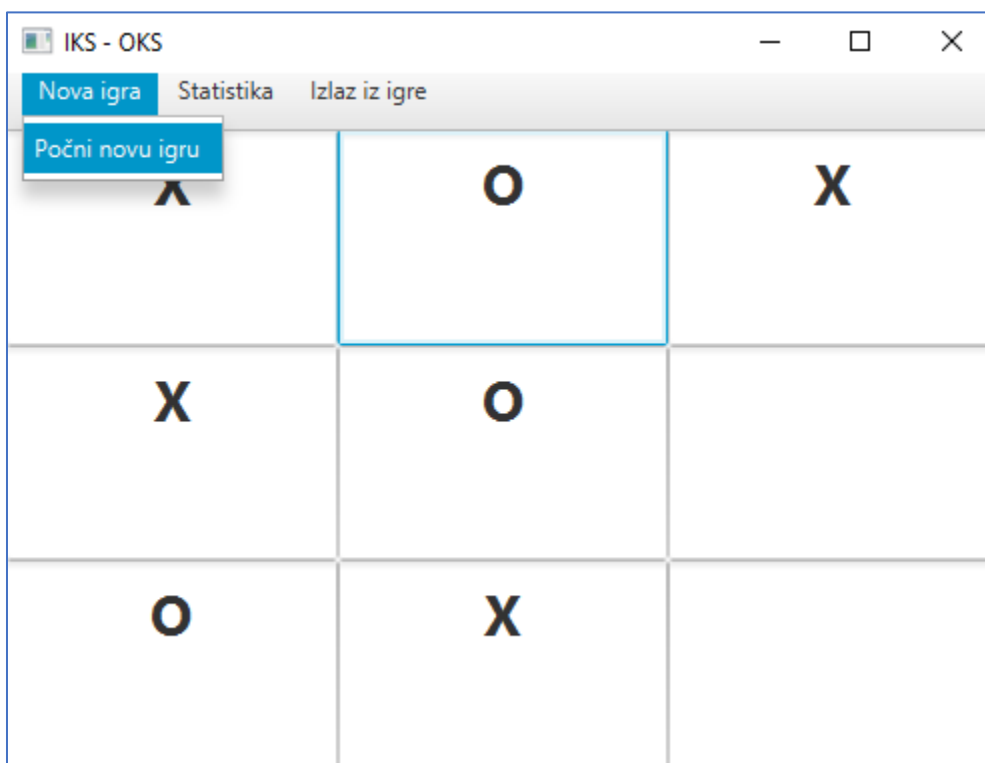 IKS - OKS
Nova igra Statistika Izlaz iz igre
Počni novu igru
X O X
X O
O X